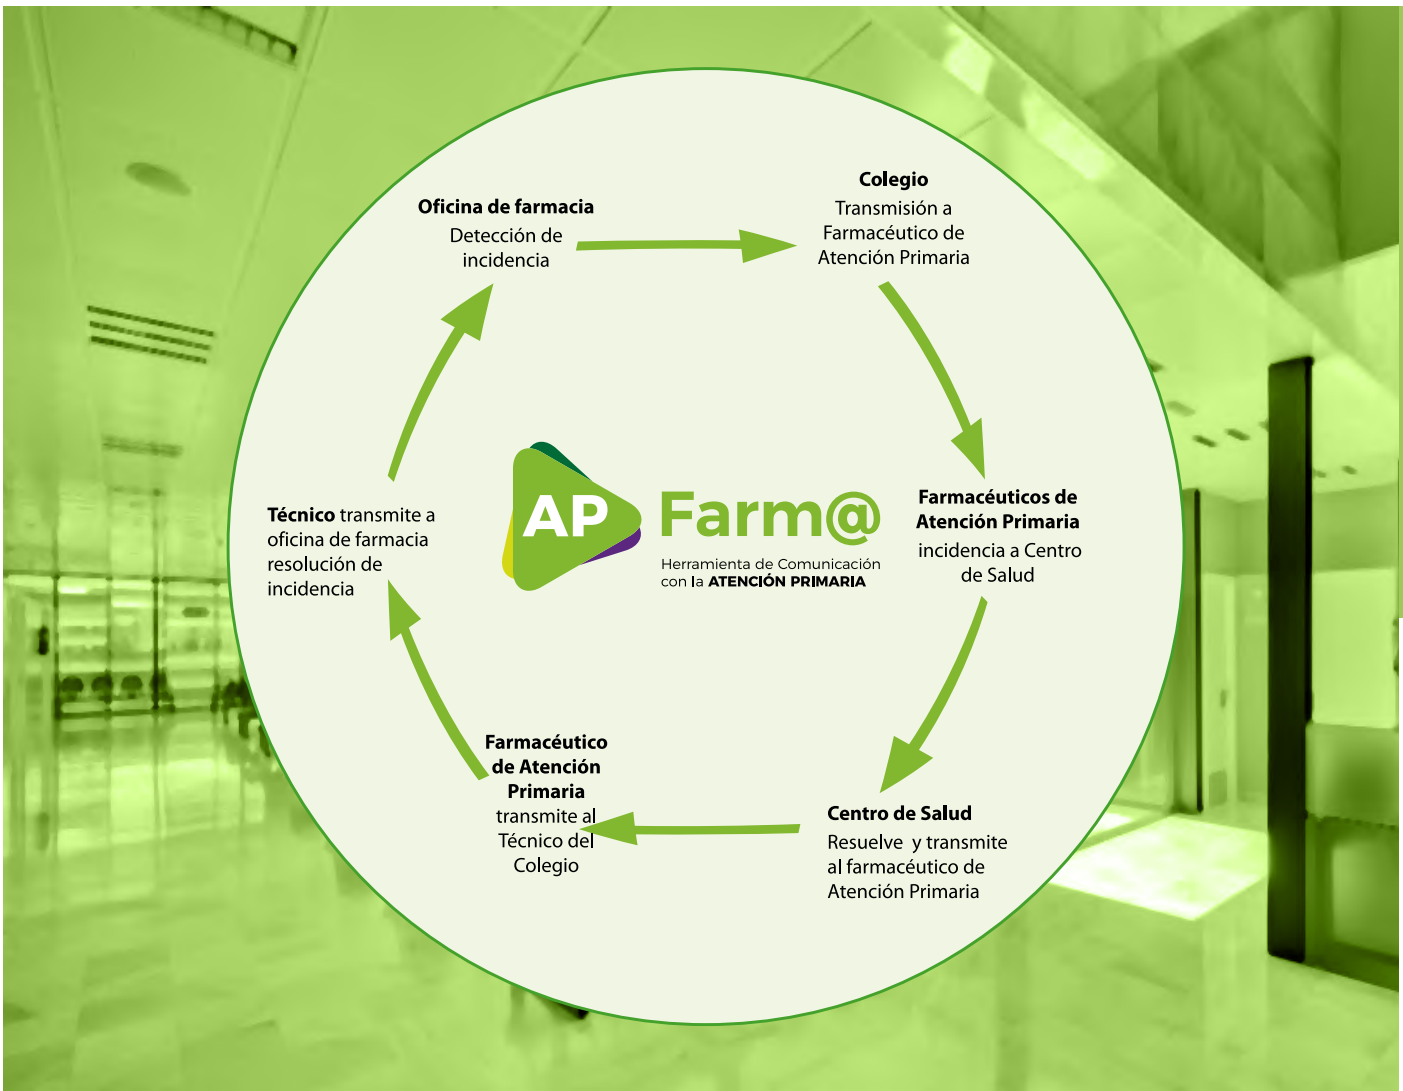 Oficina de farmacia
Detección de
incidencia
Colegio
Transmisión a
Farmacéutico de
Atención Primaria
Farmacéuticos de
Atención Primaria
incidencia a Centro
de Salud
Centro de Salud
Resuelve y transmite
al farmacéutico de
Atención Primaria
Farmacéutico
de Atención
Primaria
transmite al
Técnico del
Colegio
Técnico transmite a
oficina de farmacia
resolución de
incidencia
AP Farm@
Herramienta de Comunicación
con la ATENCIÓN PRIMARIA